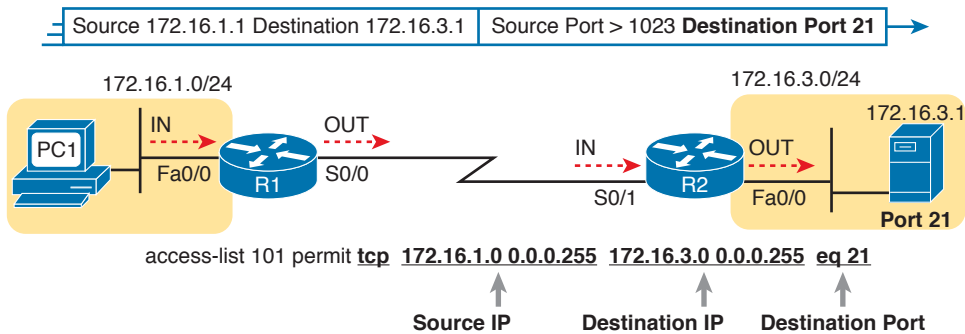 Source 172.16.1.1 Destination 172.16.3.1 Source Port > 1023 Destination Port 21
172.16.1.0/24
172.16.3.0/24
172.16.3.1
IN
OUT
IN
OUT
PC1
Fa0/0
R1
S0/0
S0/1
R2
Fa0/0
Port 21
access-list 101 permit tcp 172.16.1.0 0.0.0.255 172.16.3.0 0.0.0.255 eq 21
Source IP
Destination IP
Destination Port